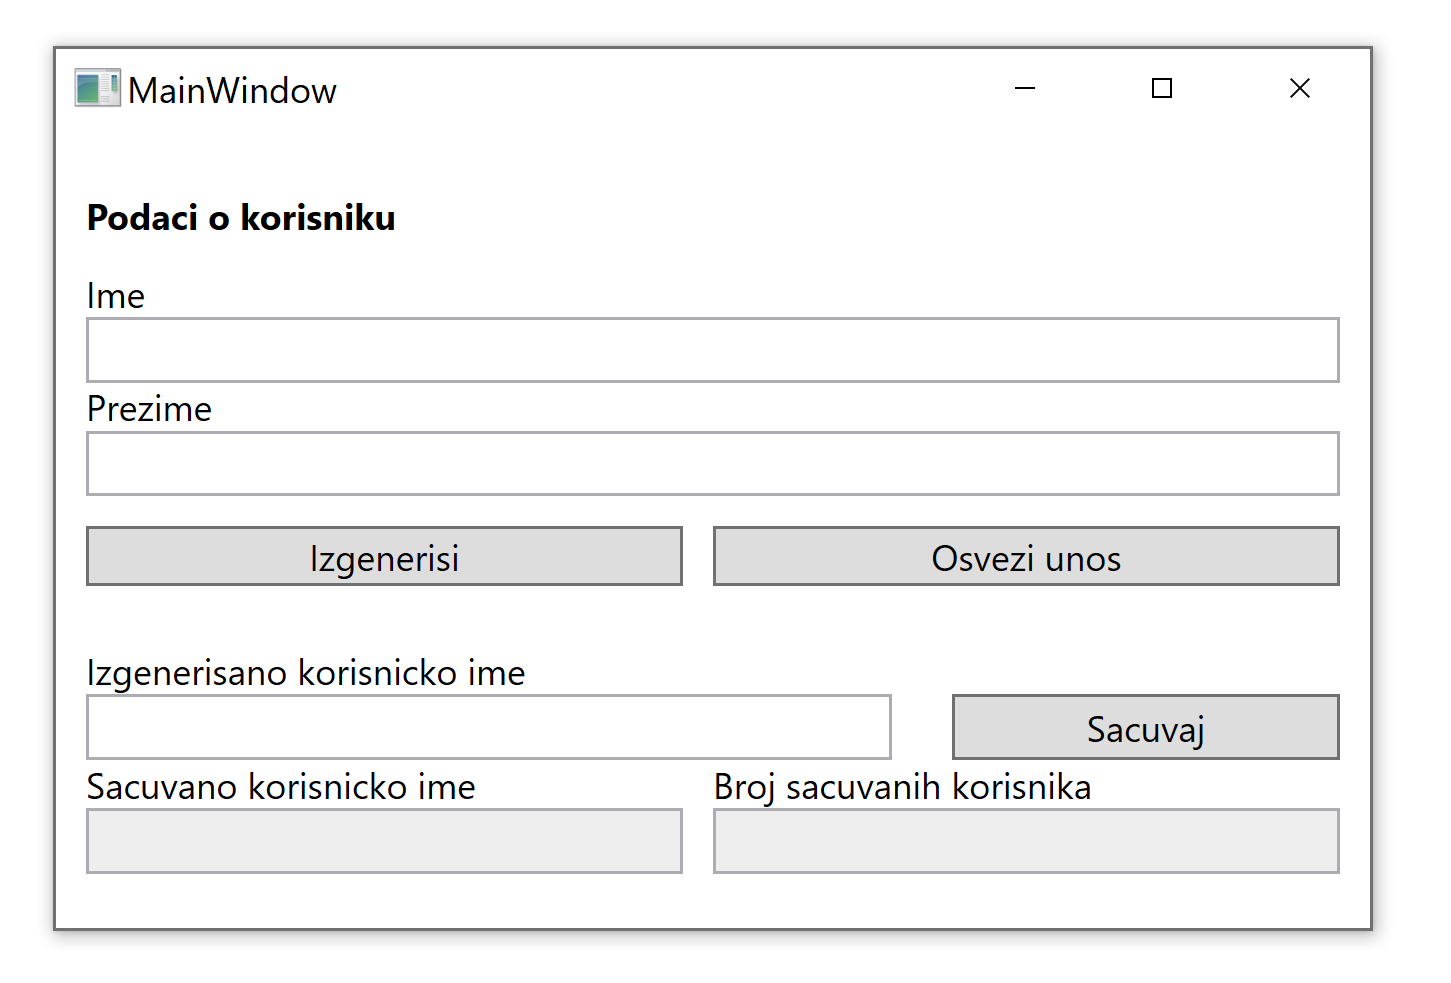 MainWindow
Podaci o korisniku
Ime
Prezime
Izgenerisi
Osvezi unos
Izgenerisano korisnicko ime
Sacuvaj
Sacuvano korisnicko ime
Broj sacuvanih korisnika